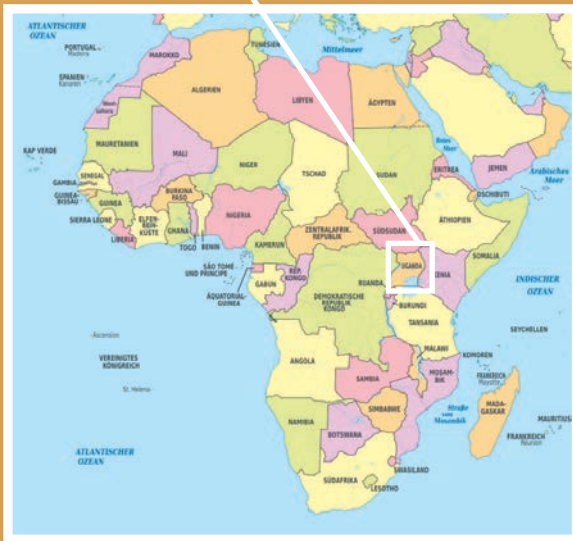 ATLANTISCHER
OZEAN
PORTUGAL
Madeira
SPANIEN
Kanaren
MAROKKO
TUNESIEN
Mittelmeer
ALGERIEN
LIBYEN
ÄGYPTEN
West-
sahara
MAURETANIEN
MALI
NIGER
TSCHAD
SUDAN
ERITREA
JEMEN
Rotes
Meer
Arabisches
Meer
KAP VERDE
SENEGAL
GAMBIA
GUINEA-
BISSAU
GUINEA
SIERRA LEONE
LIBERIA
ELFEN-
BEIN-
KÜSTE
BURKINA
FASO
GHANA
TOGO
BENIN
NIGERIA
KAMERUN
ZENTRALAFRIK.
REPUBLIK
SÜDSUDAN
ÄTHIOPIEN
DSCHIBUTI
SOMALIA
SÃO TOMÉ
UND PRÍNCIPE
ÄQUATORIAL-
GUINEA
GABUN
REP.
KONGO
DEMOKRATISCHE
REPUBLIK
KONGO
UGANDA
KENIA
RUANDA
BURUNDI
TANSANIA
INDISCHER
OZEAN
SEYCHELLEN
Ascension
VEREINIGTES
KÖNIGREICH
St. Helena
ANGOLA
SAMBIA
MALAWI
MOSAM-
BIK
KOMOREN
FRANKREICH
Mayotte
SIMBABWE
NAMIBIA
BOTSWANA
Straße
von
Mosambik
MADA-
GASKAR
MAURITIUS
FRANKREICH
Réunion
SWASILAND
LESOTHO
SÜDAFRIKA
ATLANTISCHER
OZEAN